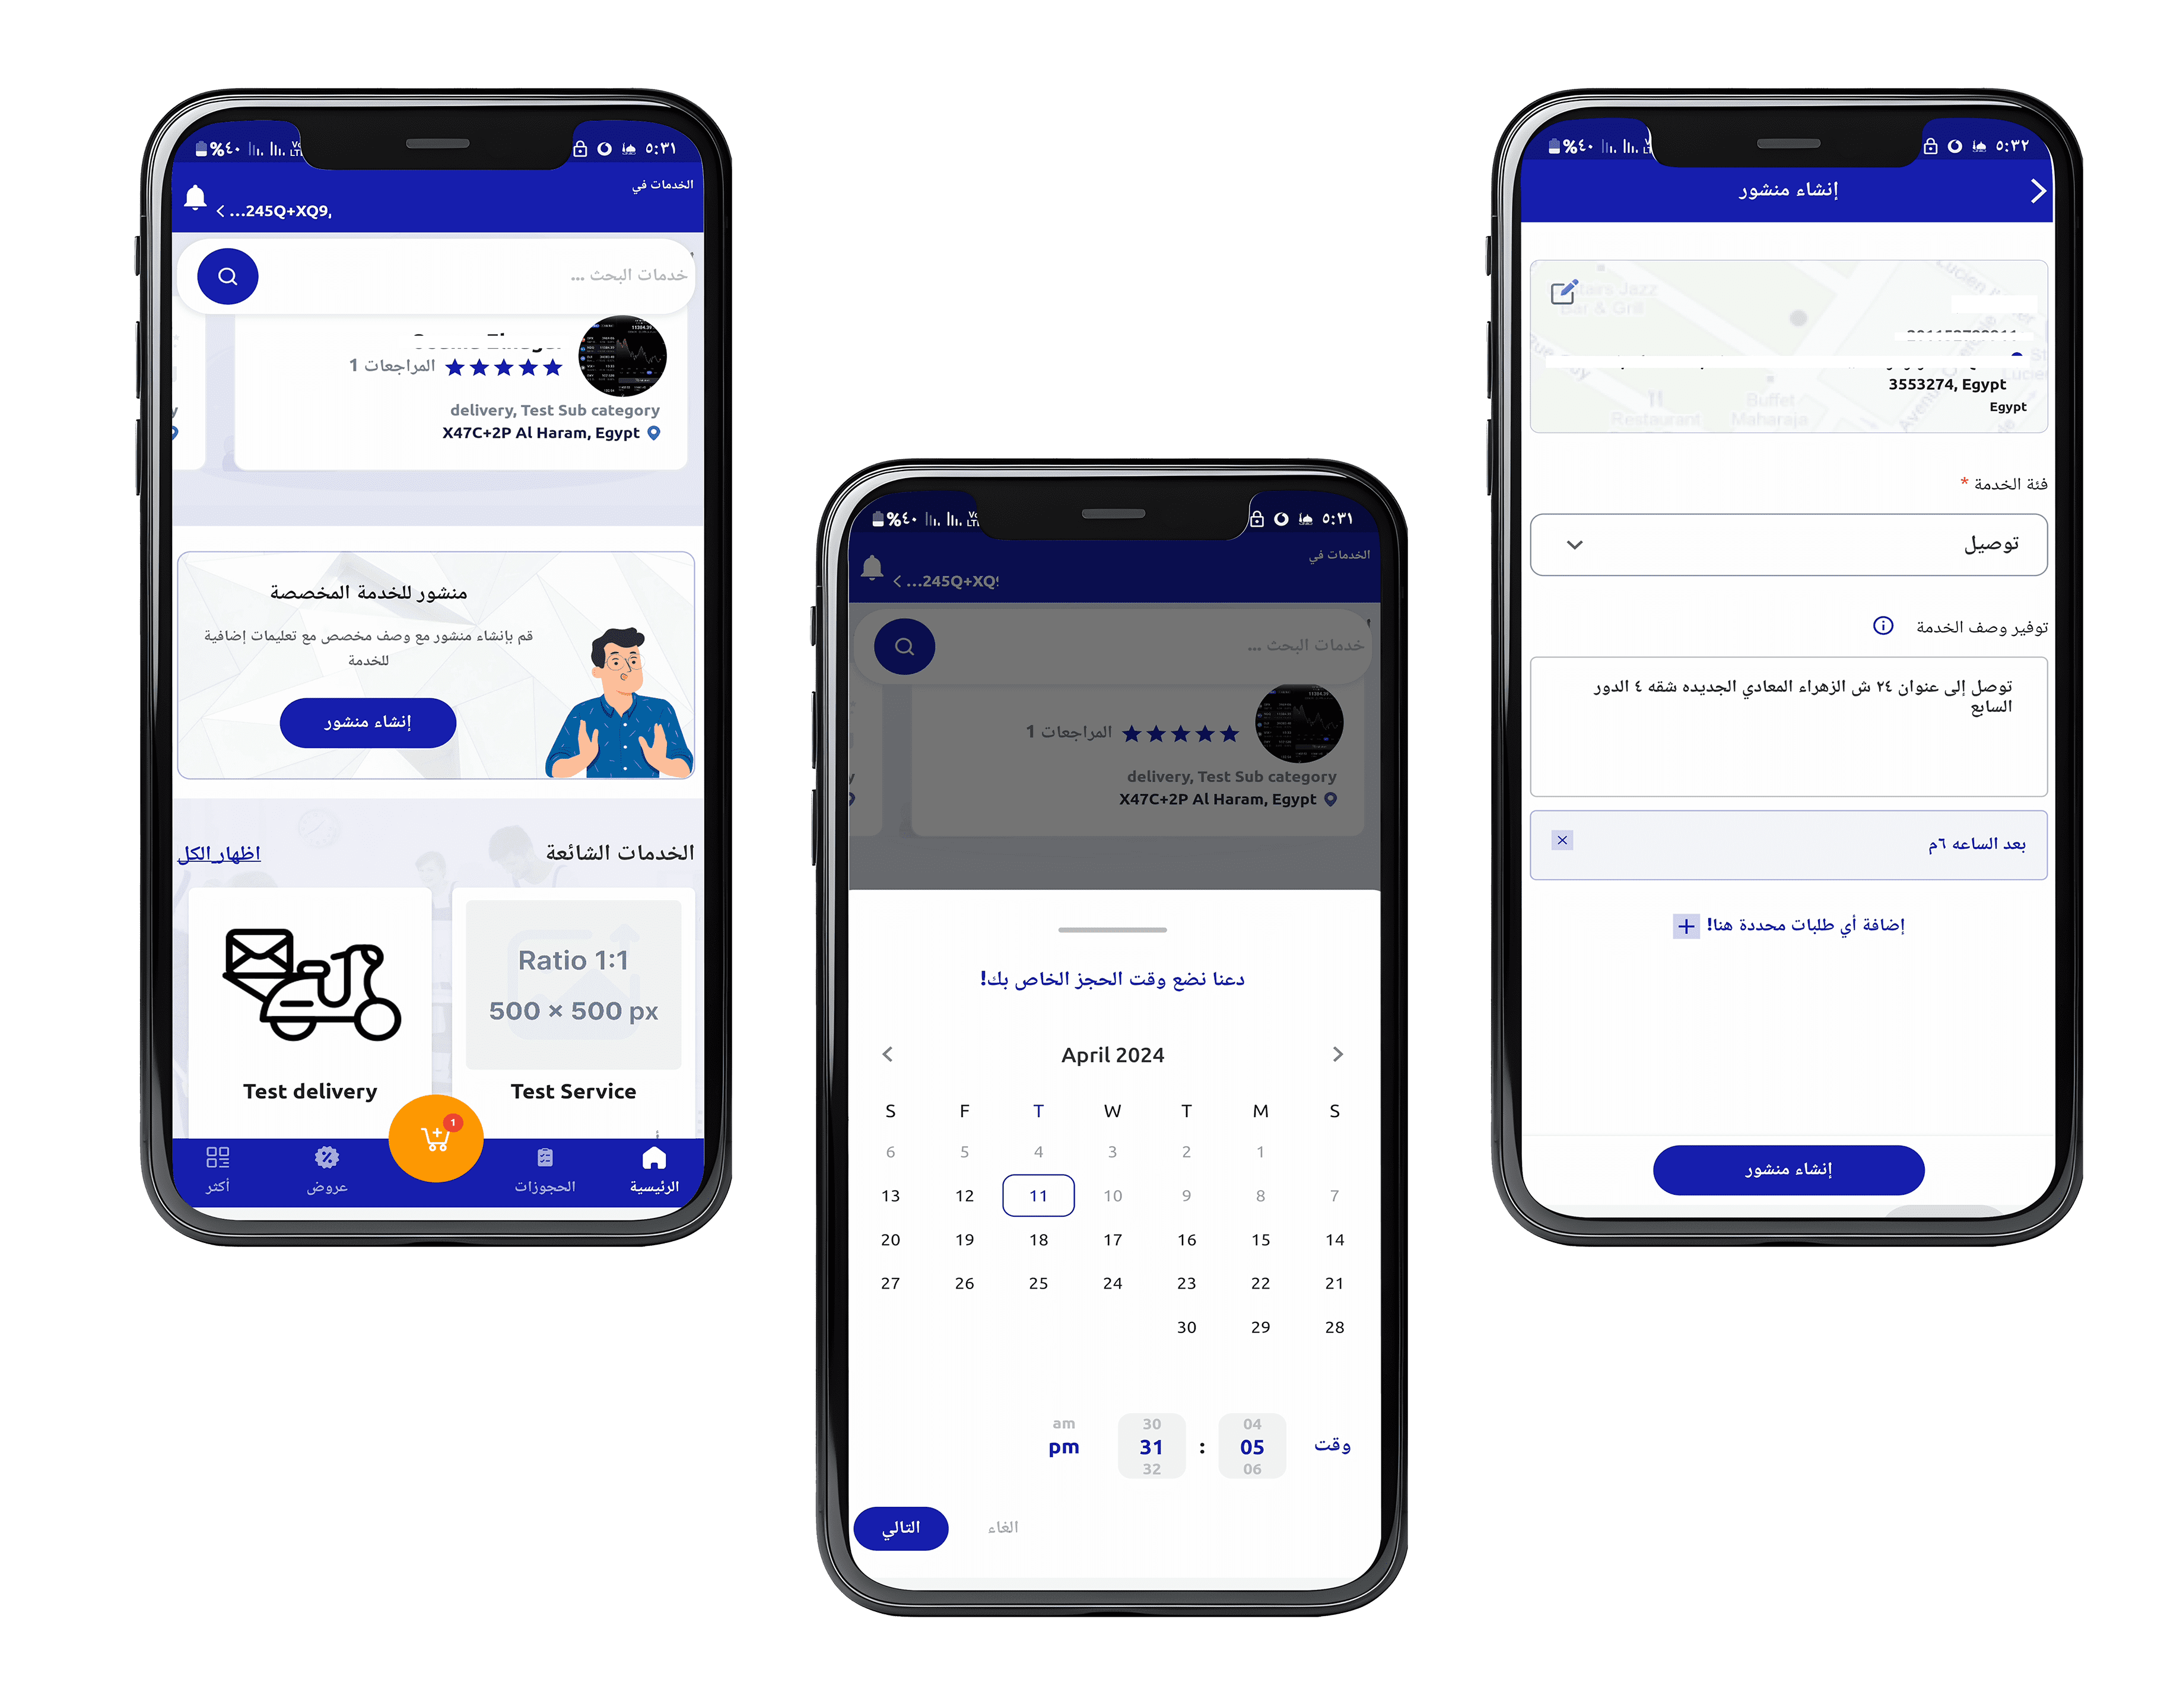 %٤٠
٥:٣١
الخدمات في
...245Q+XQ9,
خدمات البحث ...
المراجعات 1
delivery, Test Sub category
X47C+2P Al Haram, Egypt
منشور للخدمة المخصصة
قم بإنشاء منشور مع وصف مخصص مع تعليمات إضافية
للخدمة
إنشاء منشور
الخدمات الشائعة
اظهار الكل
Ratio 1:1
500 × 500 px
Test Service
Test delivery
1
الرئيسية
الحجوزات
عروض
أكثر
%٤٠
٥:٣١
الخدمات في
...245Q+XQ
خدمات البحث ...
المراجعات 1
delivery, Test Sub category
X47C+2P Al Haram, Egypt
دعنا نضع وقت الحجز الخاص بك!
April 2024
S F T W T M S
6 5 4 3 2 1
13 12 11 10 9 8 7
20 19 18 17 16 15 14
27 26 25 24 23 22 21
30 29 28
am 30 04
pm 31 : 05 وقت
32 06
الغاء
التالي
%٤٠
٥:٣٢
إنشاء منشور
Stairs Jazz
Bar & Grill
3553274, Egypt
Egypt
Restaurant
Buffet
Maharaja
فئة الخدمة *
توصيل
توفير وصف الخدمة
توصل إلى عنوان ٢٤ ش الزهراء المعادي الجديده شقه ٤ الدور
السابع
بعد الساعه ٦م
إضافة أي طلبات محددة هنا!
إنشاء منشور